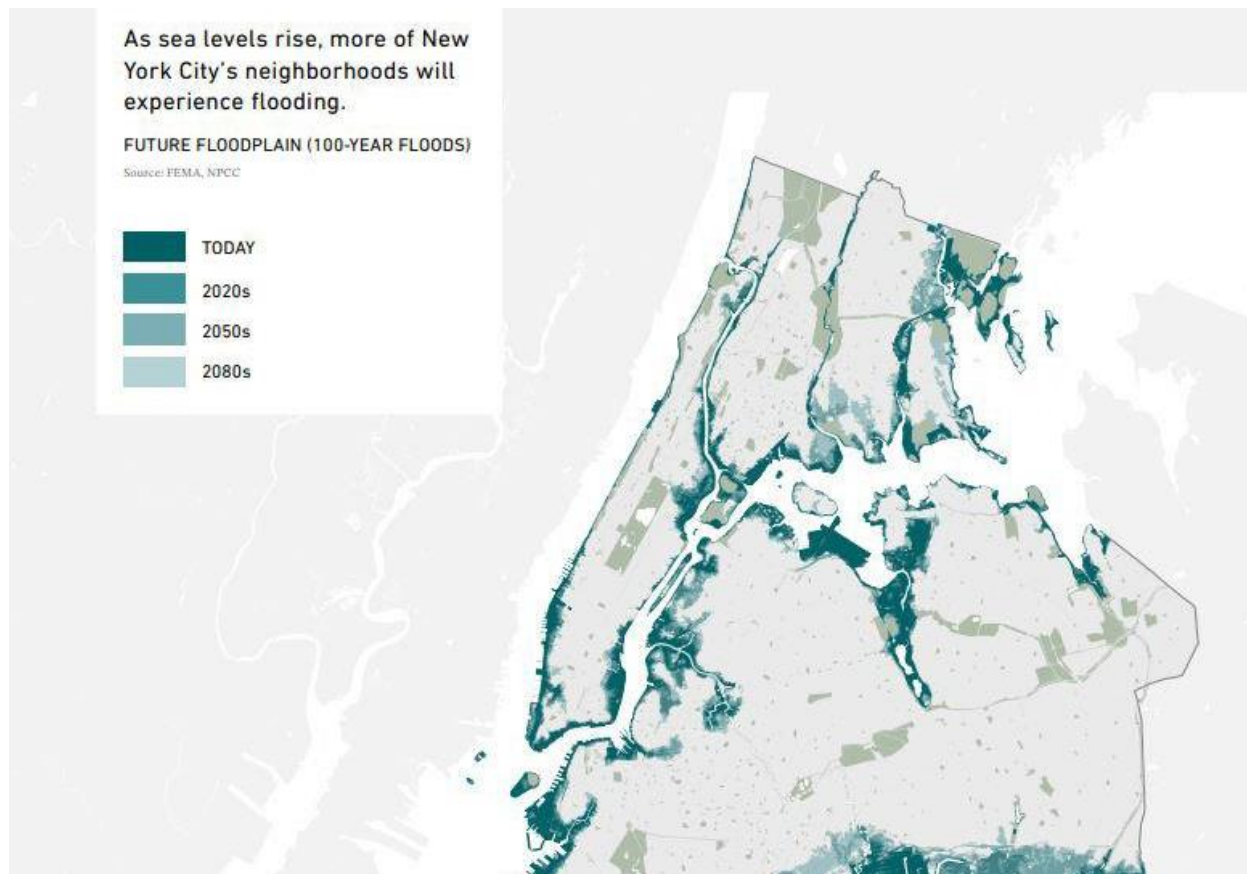 As sea levels rise, more of New
York City's neighborhoods will
experience flooding.
FUTURE FLOODPLAIN (100-YEAR FLOODS)
Source: FEMA, NPCC
TODAY
2020s
2050s
2080s